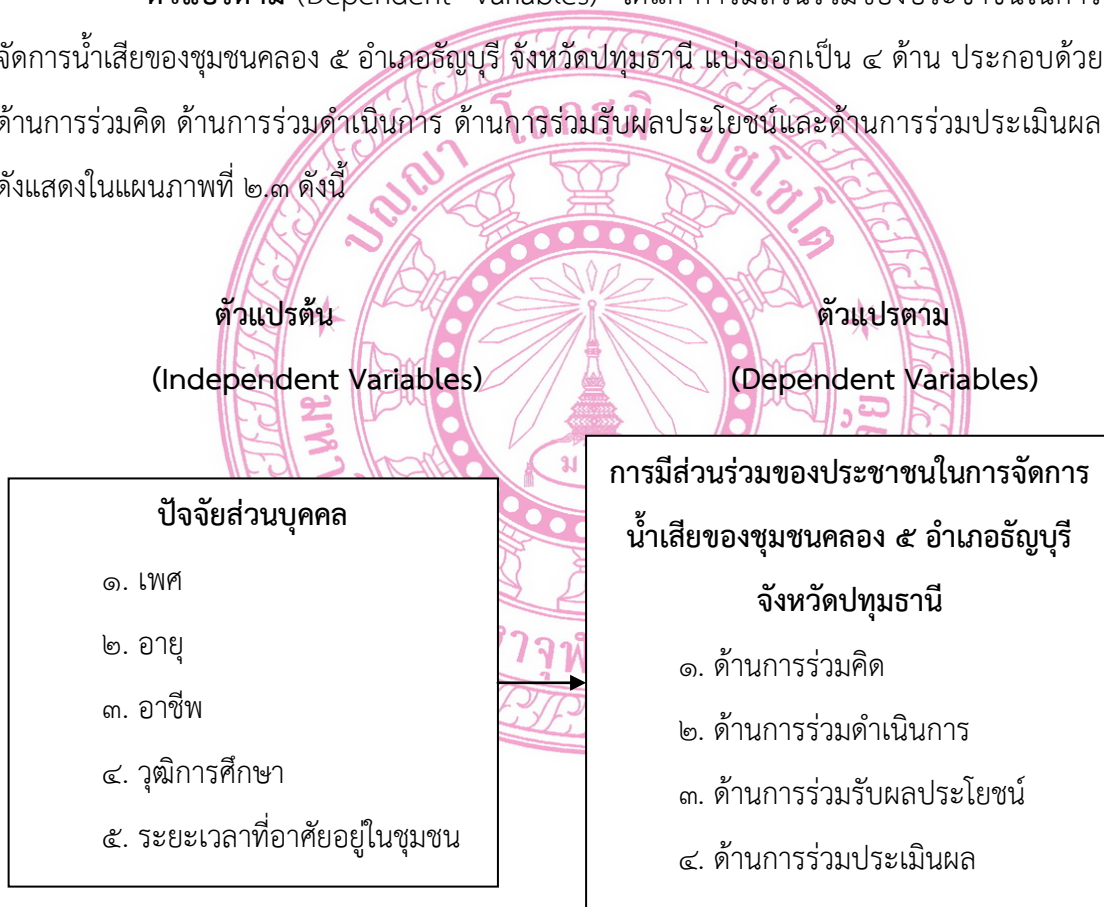 ตัวแปรตาม (Dependent Variables) ได้แก่ การมีส่วนร่วมของประชาชนในการ
จัดการน้ำเสียของชุมชนคลอง ๕ อำเภอธัญบุรี จังหวัดปทุมธานี แบ่งออกเป็น ๔ ด้าน ประกอบด้วย
ด้านการร่วมคิด ด้านการร่วมดำเนินการ ด้านการร่วมรับผลประโยชน์และด้านการร่วมประเมินผล
ดังแสดงในแผนภาพที่ ๒.๓ ดังนี้
ปญฺญา โลกสฺมิ ปชฺโชโต
ตัวแปรต้น
(Independent Variables)
ตัวแปรตาม
(Dependent Variables)
ปัจจัยส่วนบุคคล
๑. เพศ
๒. อายุ
๓. อาชีพ
๔. วุฒิการศึกษา
๕. ระยะเวลาที่อาศัยอยู่ในชุมชน
การมีส่วนร่วมของประชาชนในการจัดการ
น้ำเสียของชุมชนคลอง ๕ อำเภอธัญบุรี
จังหวัดปทุมธานี
๑. ด้านการร่วมคิด
๒. ด้านการร่วมดำเนินการ
๓. ด้านการร่วมรับผลประโยชน์
๔. ด้านการร่วมประเมินผล